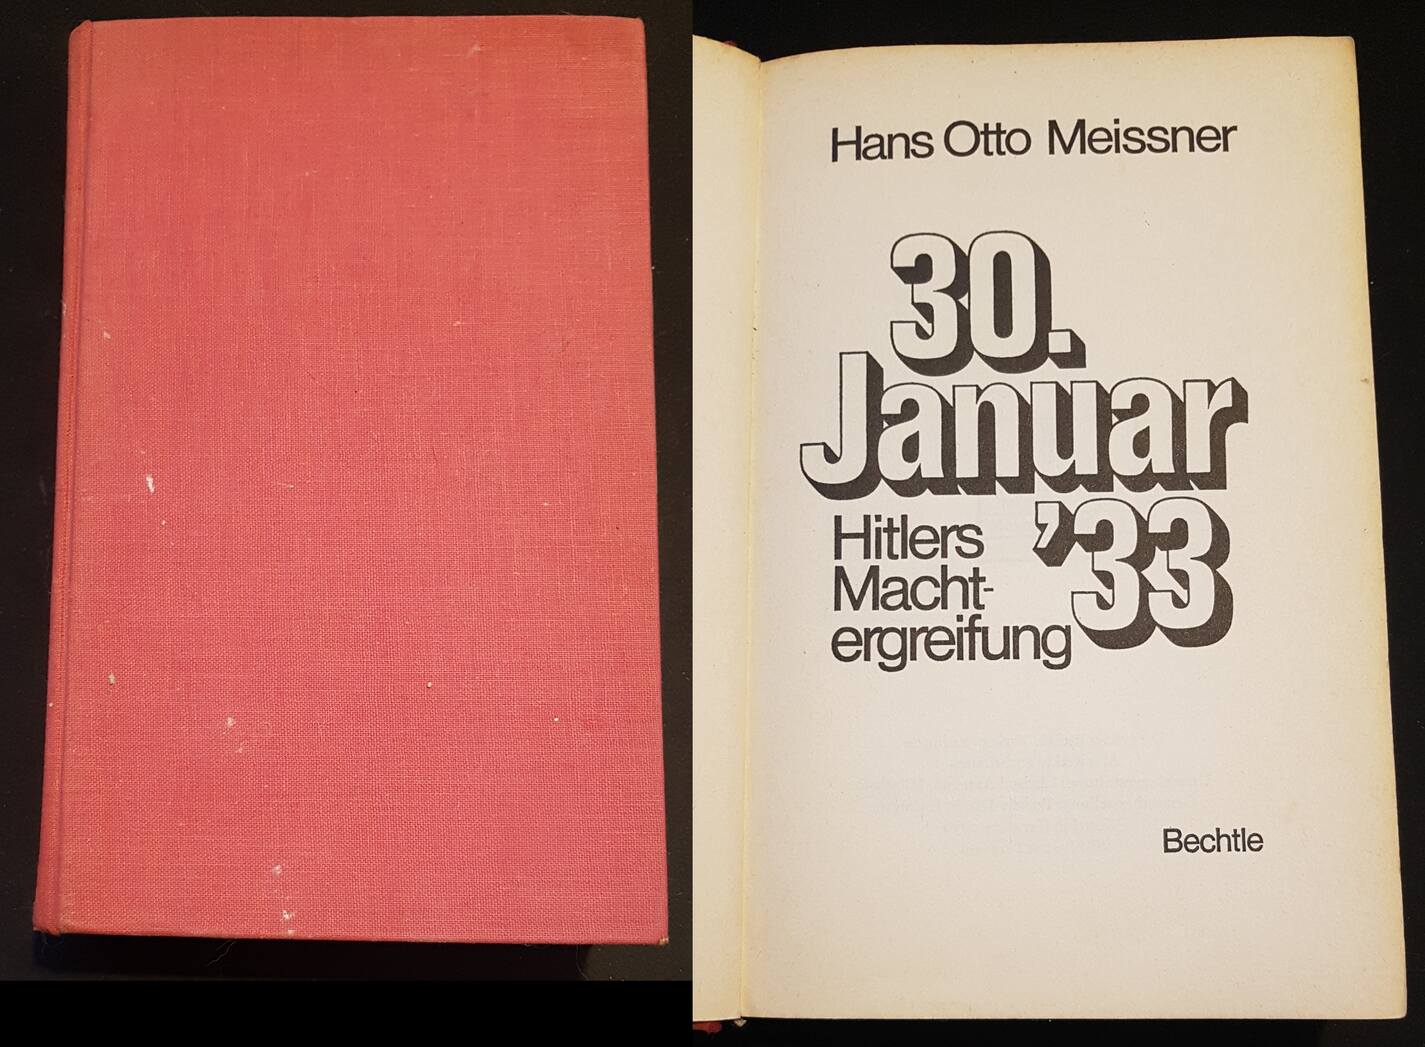 Hans Otto Meissner
30.
Januar
'33
Hitlers
Macht-
ergreifung
Bechtle